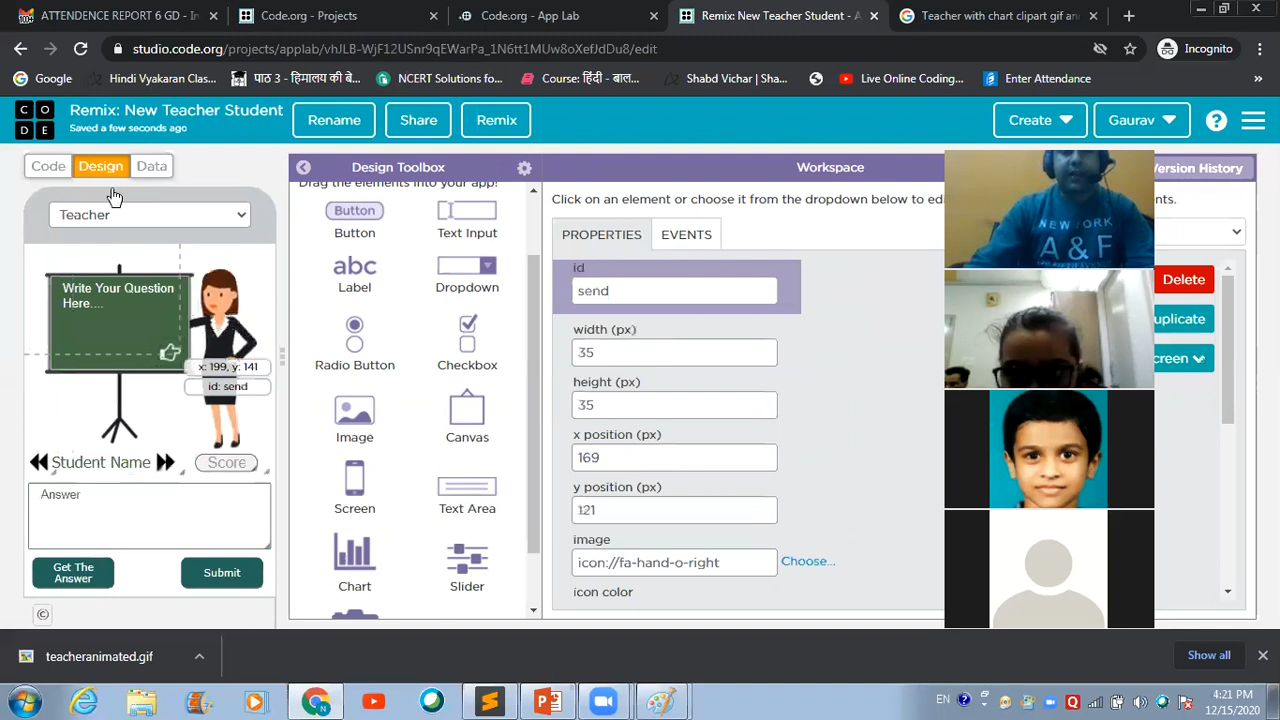 ATTENDENCE REPORT 6 GD - In
Code.org - Projects
Code.org - App Lab
Remix: New Teacher Student - A
Teacher with chart clipart gif an
studio.code.org/projects/applab/vhJLB-WjF12USnr9qEWarPa_1N6tt1MUw8oXefJdDu8/edit
Incognito
Google
Hindi Vyakaran Clas...
पाठ 3 - हिमालय की बे...
NCERT Solutions fo...
Course: हिंदी - बाल...
Shabd Vichar | Sha...
Live Online Coding...
Enter Attendance
C O
D E
Remix: New Teacher Student
Saved a few seconds ago
Rename
Share
Remix
Create
Gaurav
?
Code
Design
Data
Design Toolbox
Workspace
Version History
Teacher
Drag the elements into your app!
Click on an element or choose it from the dropdown below to edi
nts.
Button
Button
Text Input
PROPERTIES
EVENTS
abc
Label
Dropdown
Write Your Question
Here....
id
send
Delete
width (px)
35
uplicate
Radio Button
Checkbox
x: 199, y: 141
id: send
creen
height (px)
35
Image
Canvas
x position (px)
169
Student Name
Score
y position (px)
121
Answer
Screen
Text Area
image
icon://fa-hand-o-right
Choose...
Get The
Answer
Submit
Chart
Slider
icon color
©
NEW YORK
A & F
teacheranimated.gif
Show all
EN
4:21 PM
12/15/2020